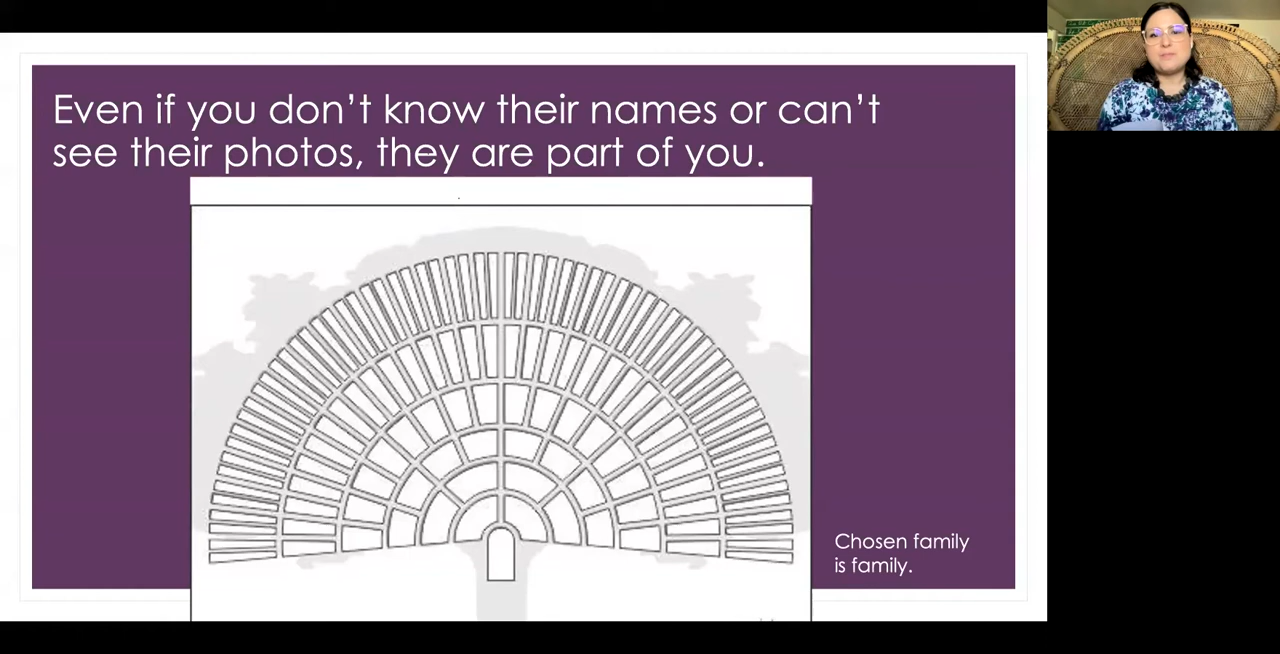 Even if you don't know their names or can't
see their photos, they are part of you.
Chosen family
is family.